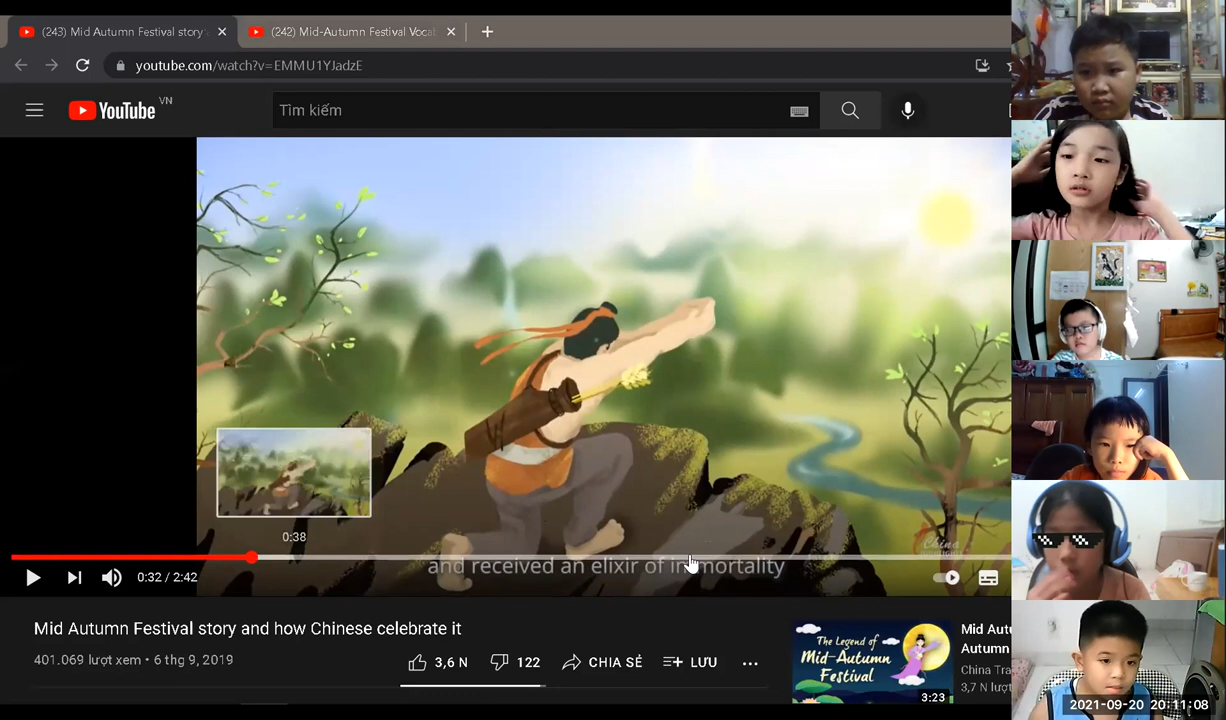 (243) Mid Autumn Festival story
(242) Mid-Autumn Festival Vocab
youtube.com/watch?v=EMMU1YJadzE
YouTube VN
Tìm kiếm
0:38
and received an elixir of immortality
0:32 / 2:42
Mid Autumn Festival story and how Chinese celebrate it
401.069 lượt xem • 6 thg 9, 2019
3,6 N
122
CHIA SẺ
LƯU
The Legend of
Mid-Autumn
Festival
3:23
Mid Autu
Autumn
China Tra
3,7 N lượt
2021-09-20 20:11:08